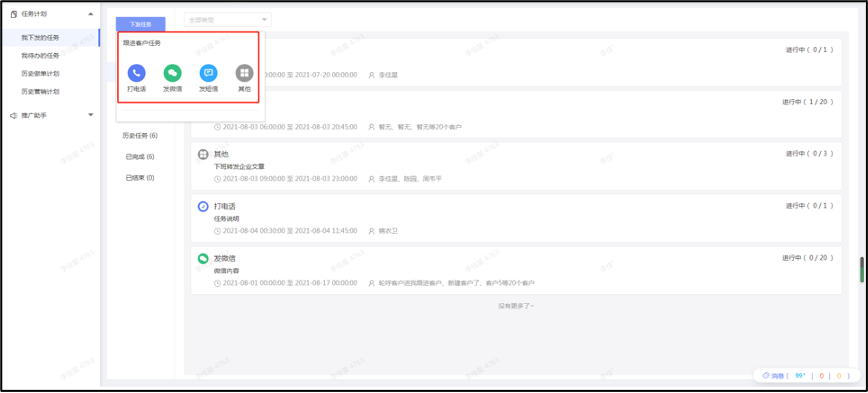 任务计划
我下发的任务
我待办的任务
历史做单计划
历史营销计划
推广助手
下发任务
全部类型
跟进客户任务
打电话
发微信
发短信
其他
进行中 ( 0 / 1 )
0:00:00 至 2021-07-20 00:00:00
李佳星
进行中 ( 1 / 20 )
2021-08-03 06:00:00 至 2021-08-03 20:45:00
暂无、暂无、暂无等20个客户
历史任务 (6)
已完成 (6)
已结束 (0)
其他
进行中 ( 0 / 3 )
下班转发企业文章
2021-08-03 09:00:00 至 2021-08-03 23:00:00
李佳星、陈园、周韦平
打电话
进行中 ( 0 / 1 )
任务说明
2021-08-04 00:30:00 至 2021-08-04 11:45:00
姚衣卫
发微信
进行中 ( 0 / 20 )
微信内容
2021-08-01 00:00:00 至 2021-08-17 00:00:00
轮呼客户进我跟进客户、新建客户了、客户5等20个客户
没有更多了~
消息 ( 99+ | 0 | 0 )